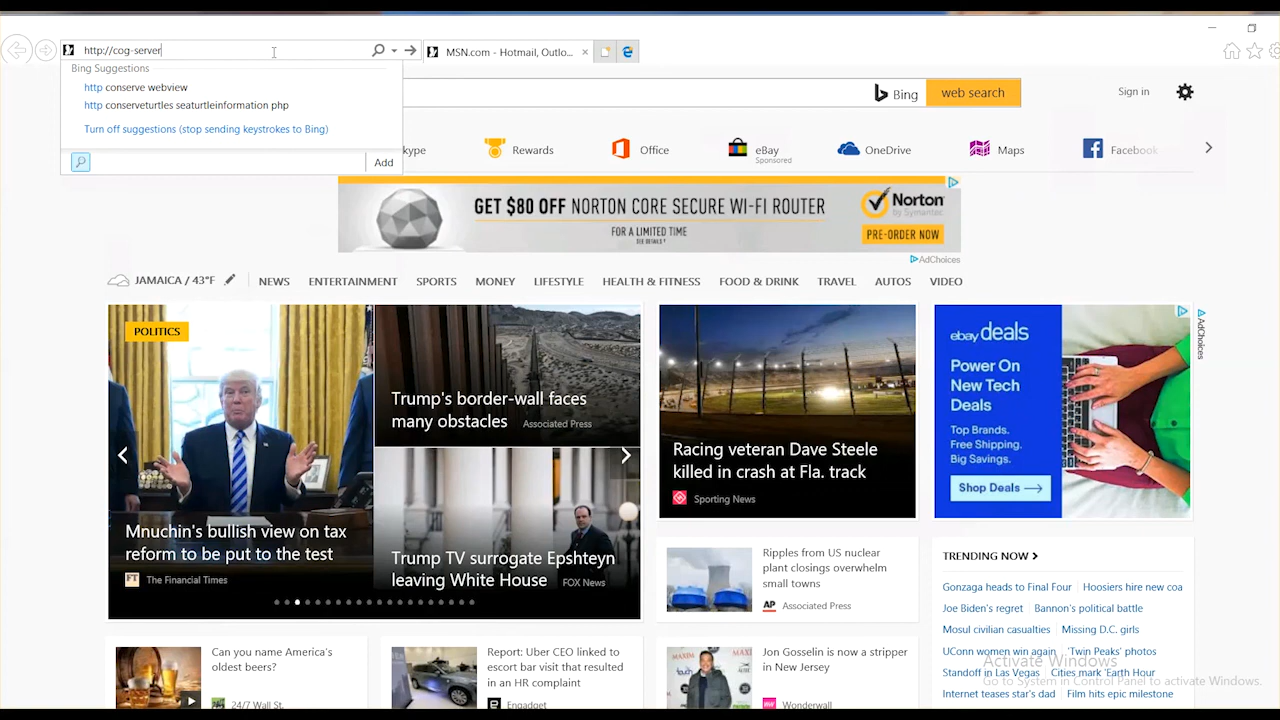 http://cog-server
MSN.com - Hotmail, Outlo...
Bing Suggestions
http conserve webview
http conserveturtles seaturtleinformation php
Turn off suggestions (stop sending keystrokes to Bing)
Add
Bing
web search
Sign in
kype
Rewards
Office
eBay
Sponsored
OneDrive
Maps
Facebook
GET $80 OFF NORTON CORE SECURE WI-FI ROUTER
FOR A LIMITED TIME
SEE DETAILS
Norton
by Symantec
PRE-ORDER NOW
AdChoices
JAMAICA / 43°F
NEWS
ENTERTAINMENT
SPORTS
MONEY
LIFESTYLE
HEALTH & FITNESS
FOOD & DRINK
TRAVEL
AUTOS
VIDEO
POLITICS
Mnuchin's bullish view on tax
reform to be put to the test
FT
The Financial Times
Trump's border-wall faces
many obstacles
Associated Press
Trump TV surrogate Epshteyn
leaving White House
FOX News
Racing veteran Dave Steele
killed in crash at Fla. track
Sporting News
ebay deals
Power On
New Tech
Deals
Top Brands.
Free Shipping.
Big Savings.
Shop Deals
AdChoices
Ripples from US nuclear
plant closings overwhelm
small towns
AP
Associated Press
TRENDING NOW
Gonzaga heads to Final Four
Hoosiers hire new coa
Joe Biden's regret
Bannon's political battle
Mosul civilian casualties
Missing D.C. girls
UConn women win again
'Twin Peaks' photos
Standoff in Las Vegas
Cities mark 'Earth Hour
Internet teases star's dad
Film hits epic milestone
Activate Windows
Go to System in Control Panel to activate Windows.
Can you name America's
oldest beers?
24/7 Wall St.
Report: Uber CEO linked to
escort bar visit that resulted
in an HR complaint
Engadget
MAXIM
Jon Gosselin is now a stripper
in New Jersey
Wonderwall